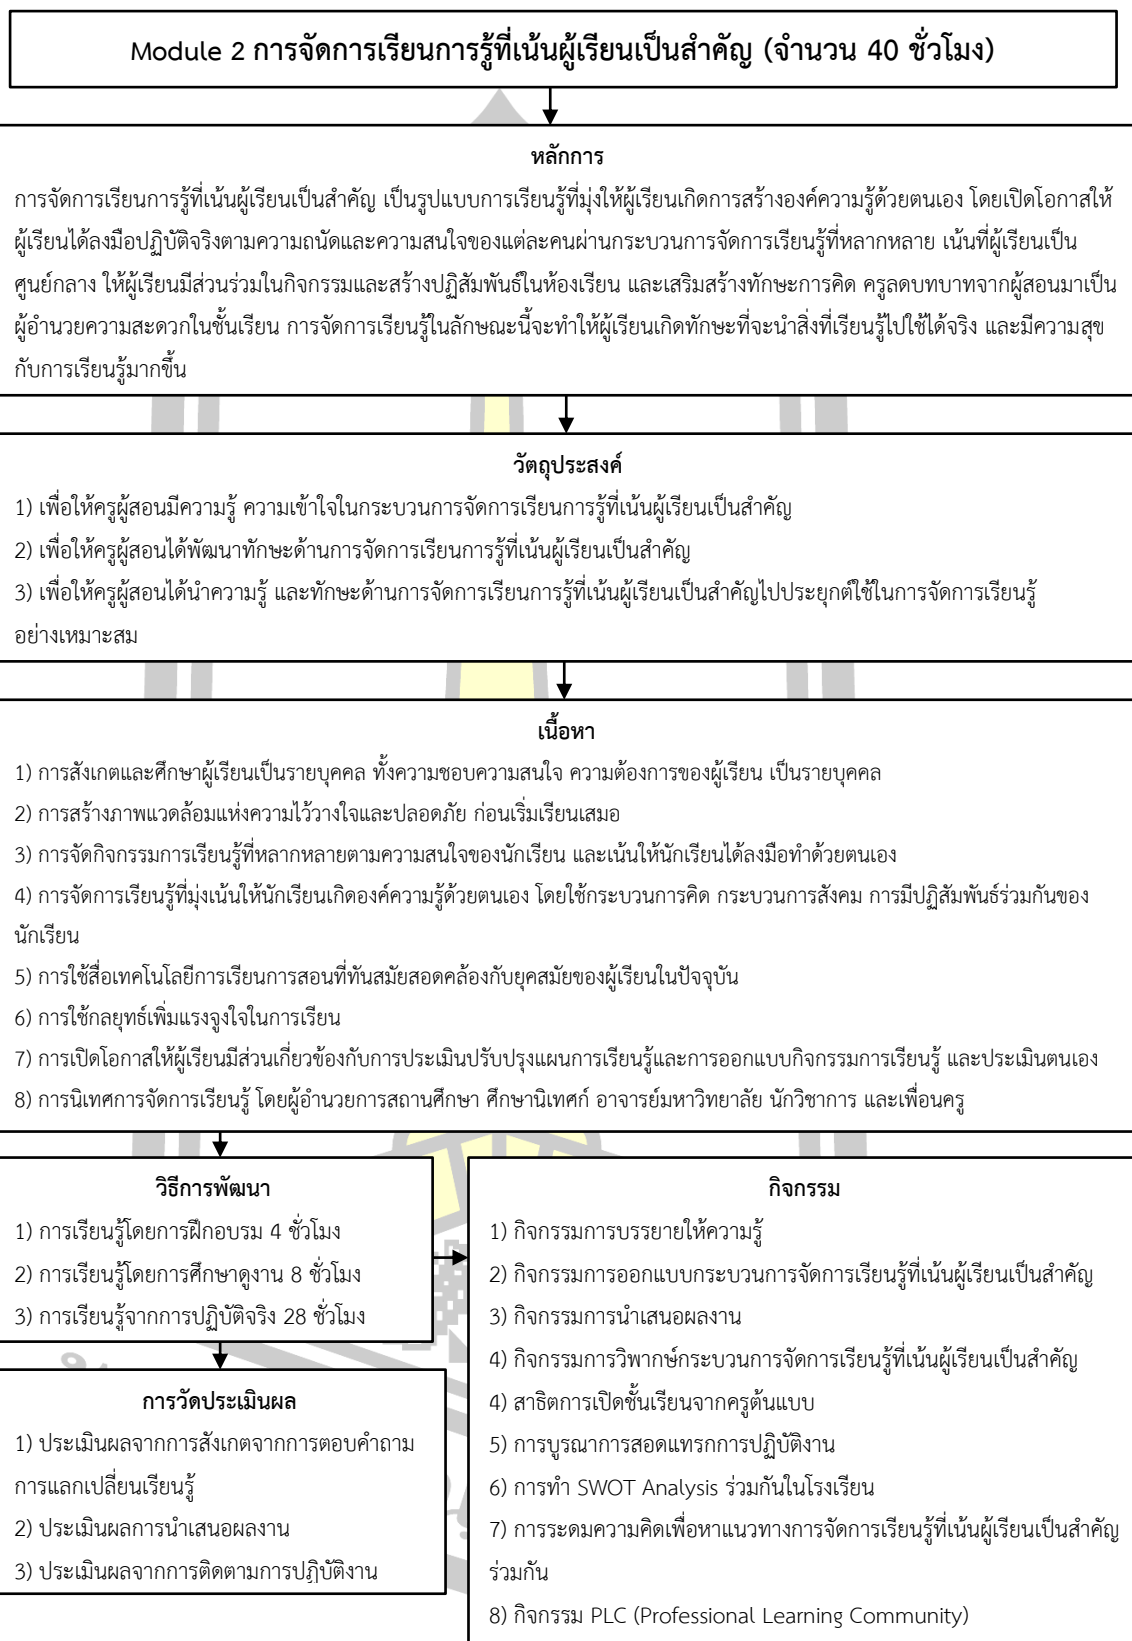 Module 2 การจัดการเรียนการรู้ที่เน้นผู้เรียนเป็นสำคัญ (จำนวน 40 ชั่วโมง)
หลักการ
การจัดการเรียนการรู้ที่เน้นผู้เรียนเป็นสำคัญ เป็นรูปแบบการเรียนรู้ที่มุ่งให้ผู้เรียนเกิดการสร้างองค์ความรู้ด้วยตนเอง โดยเปิดโอกาสให้
ผู้เรียนได้ลงมือปฏิบัติจริงตามความถนัดและความสนใจของแต่ละคนผ่านกระบวนการจัดการเรียนรู้ที่หลากหลาย เน้นที่ผู้เรียนเป็น
ศูนย์กลาง ให้ผู้เรียนมีส่วนร่วมในกิจกรรมและสร้างปฏิสัมพันธ์ในห้องเรียน และเสริมสร้างทักษะการคิด ครูลดบทบาทจากผู้สอนมาเป็น
ผู้อำนวยความสะดวกในชั้นเรียน การจัดการเรียนรู้ในลักษณะนี้จะทำให้ผู้เรียนเกิดทักษะที่จะนำสิ่งที่เรียนรู้ไปใช้ได้จริง และมีความสุข
กับการเรียนรู้มากขึ้น
วัตถุประสงค์
1) เพื่อให้ครูผู้สอนมีความรู้ ความเข้าใจในกระบวนการจัดการเรียนการรู้ที่เน้นผู้เรียนเป็นสำคัญ
2) เพื่อให้ครูผู้สอนได้พัฒนาทักษะด้านการจัดการเรียนการรู้ที่เน้นผู้เรียนเป็นสำคัญ
3) เพื่อให้ครูผู้สอนได้นำความรู้ และทักษะด้านการจัดการเรียนการรู้ที่เน้นผู้เรียนเป็นสำคัญไปประยุกต์ใช้ในการจัดการเรียนรู้
อย่างเหมาะสม
เนื้อหา
1) การสังเกตและศึกษาผู้เรียนเป็นรายบุคคล ทั้งความชอบความสนใจ ความต้องการของผู้เรียน เป็นรายบุคคล
2) การสร้างภาพแวดล้อมแห่งความไว้วางใจและปลอดภัย ก่อนเริ่มเรียนเสมอ
3) การจัดกิจกรรมการเรียนรู้ที่หลากหลายตามความสนใจของนักเรียน และเน้นให้นักเรียนได้ลงมือทำด้วยตนเอง
4) การจัดการเรียนรู้ที่มุ่งเน้นให้นักเรียนเกิดองค์ความรู้ด้วยตนเอง โดยใช้กระบวนการคิด กระบวนการสังคม การมีปฏิสัมพันธ์ร่วมกันของ
นักเรียน
5) การใช้สื่อเทคโนโลยีการเรียนการสอนที่ทันสมัยสอดคล้องกับยุคสมัยของผู้เรียนในปัจจุบัน
6) การใช้กลยุทธ์เพิ่มแรงจูงใจในการเรียน
7) การเปิดโอกาสให้ผู้เรียนมีส่วนเกี่ยวข้องกับการประเมินปรับปรุงแผนการเรียนรู้และการออกแบบกิจกรรมการเรียนรู้ และประเมินตนเอง
8) การนิเทศการจัดการเรียนรู้ โดยผู้อำนวยการสถานศึกษา ศึกษานิเทศก์ อาจารย์มหาวิทยาลัย นักวิชาการ และเพื่อนครู
วิธีการพัฒนา
1) การเรียนรู้โดยการฝึกอบรม 4 ชั่วโมง
2) การเรียนรู้โดยการศึกษาดูงาน 8 ชั่วโมง
3) การเรียนรู้จากการปฏิบัติจริง 28 ชั่วโมง
การวัดประเมินผล
1) ประเมินผลจากการสังเกตจากการตอบคำถาม
การแลกเปลี่ยนเรียนรู้
2) ประเมินผลการนำเสนอผลงาน
3) ประเมินผลจากการติดตามการปฏิบัติงาน
กิจกรรม
1) กิจกรรมการบรรยายให้ความรู้
2) กิจกรรมการออกแบบกระบวนการจัดการเรียนรู้ที่เน้นผู้เรียนเป็นสำคัญ
3) กิจกรรมการนำเสนอผลงาน
4) กิจกรรมการวิพากษ์กระบวนการจัดการเรียนรู้ที่เน้นผู้เรียนเป็นสำคัญ
4) สาธิตการเปิดชั้นเรียนจากครูต้นแบบ
5) การบูรณาการสอดแทรกการปฏิบัติงาน
6) การทำ SWOT Analysis ร่วมกันในโรงเรียน
7) การระดมความคิดเพื่อหาแนวทางการจัดการเรียนรู้ที่เน้นผู้เรียนเป็นสำคัญ
ร่วมกัน
8) กิจกรรม PLC (Professional Learning Community)